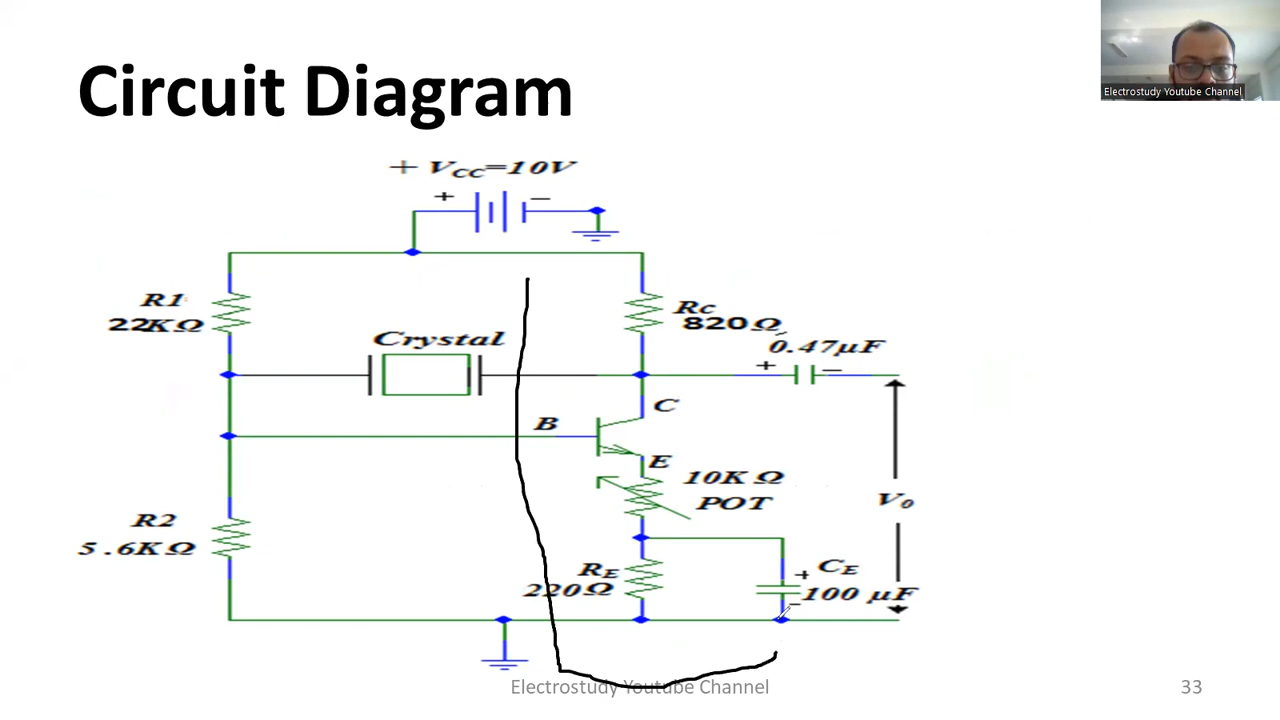 Circuit Diagram
Electrostudy Youtube Channel
+ VCC=10V
+ −
R1
22KΩ
Rc
820Ω
Crystal
0.47μF
+ −
B
C
E
10KΩ
POT
Vo
R2
5.6KΩ
RE
220Ω
+ CE
− 100 μF
Electrostudy Youtube Channel
33